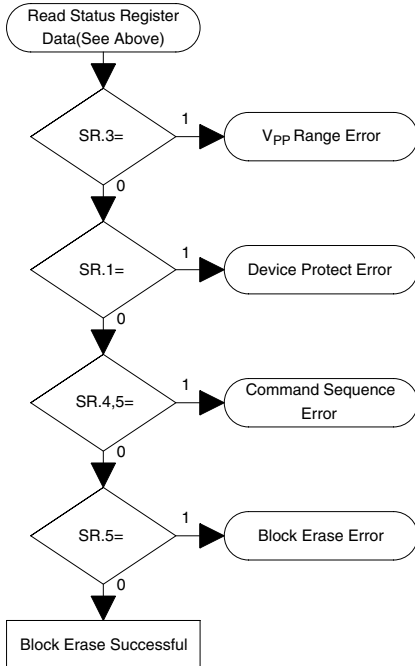 Read Status Register
Data(See Above)
SR.3=
1
VPP Range Error
0
SR.1=
1
Device Protect Error
0
SR.4,5=
1
Command Sequence
Error
0
SR.5=
1
Block Erase Error
0
Block Erase Successful